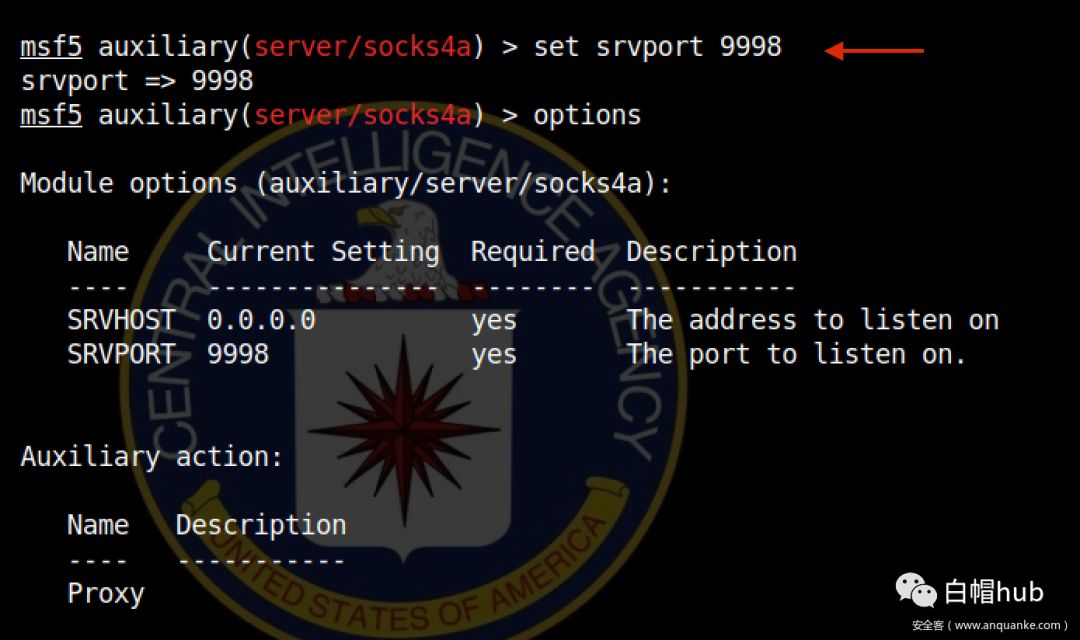 msf5 auxiliary(server/socks4a) > set srvport 9998
srvport => 9998
msf5 auxiliary(server/socks4a) > options
Module options (auxiliary/server/socks4a):
Name Current Setting Required Description
---- --------------- -------- -----------
SRVHOST 0.0.0.0 yes The address to listen on
SRVPORT 9998 yes The port to listen on.
Auxiliary action:
Name Description
---- -----------
Proxy
CENTRAL INTELLIGENCE AGENCY
UNITED STATES OF AMERICA
白帽hub
安全客（www.anquanke.com）